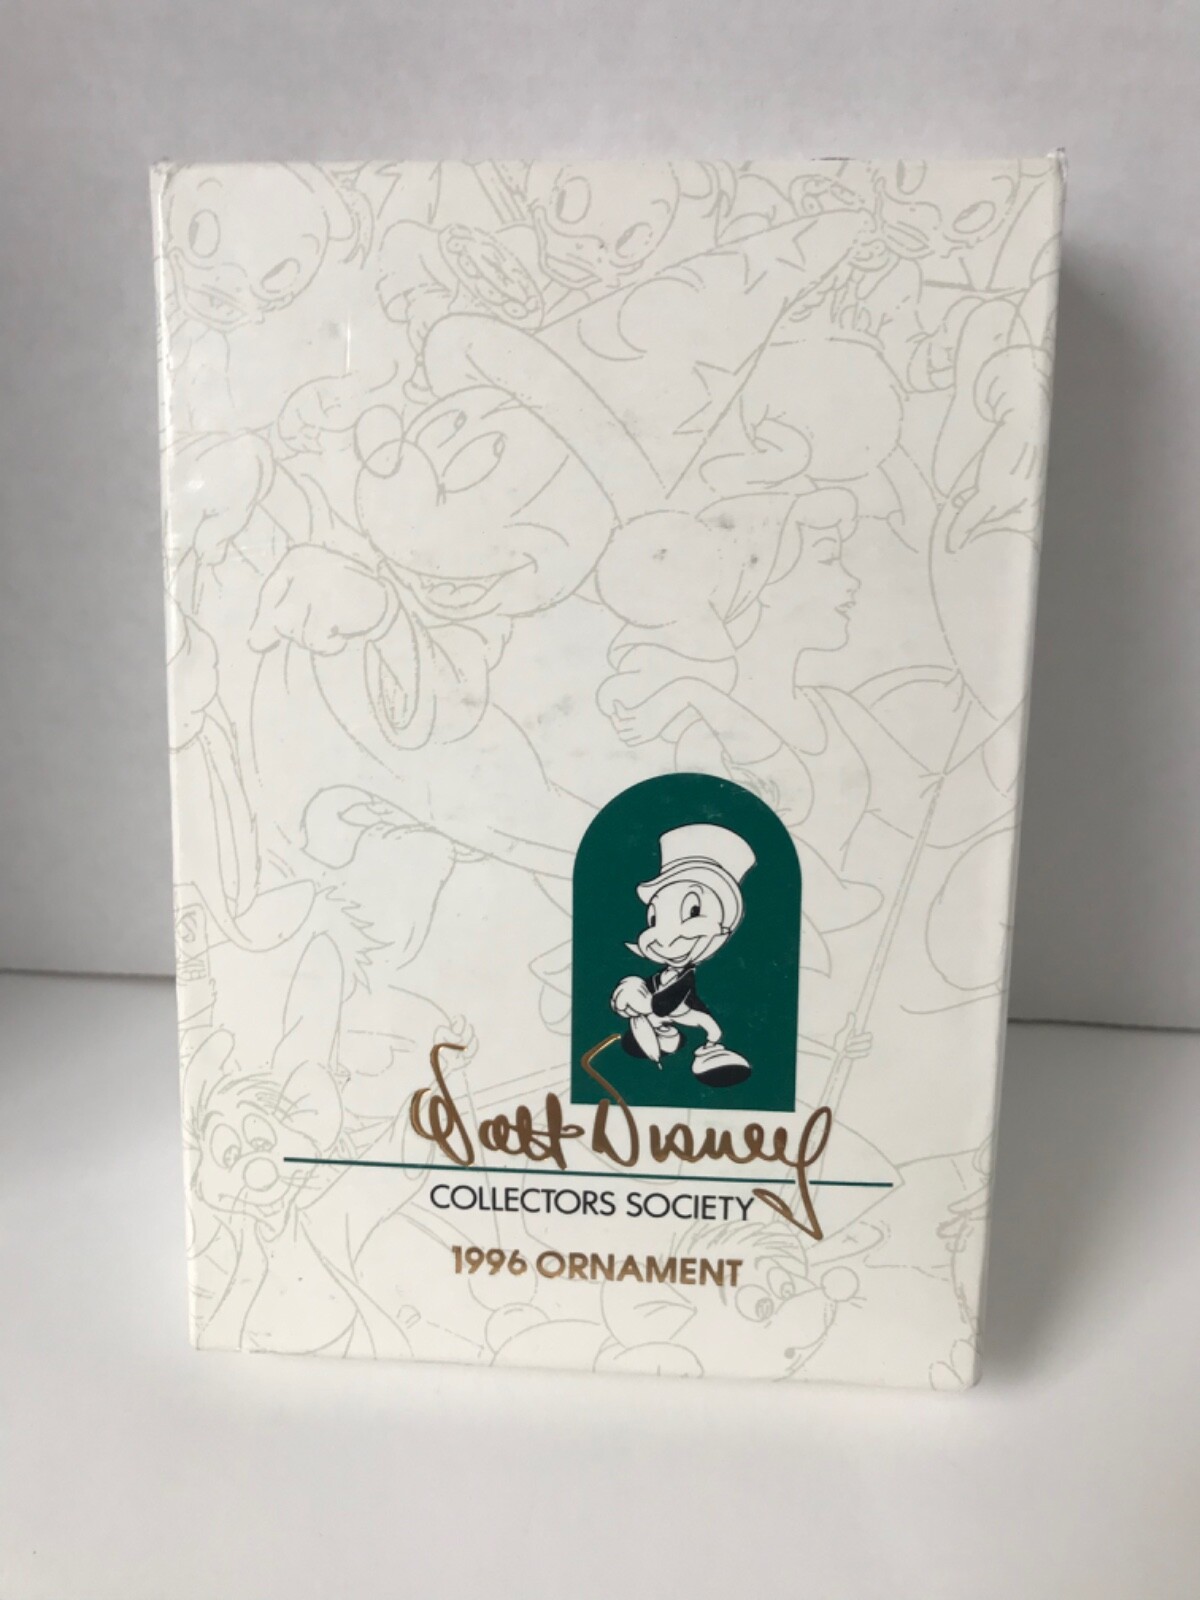 Walt Disney
COLLECTORS SOCIETY
1996 ORNAMENT